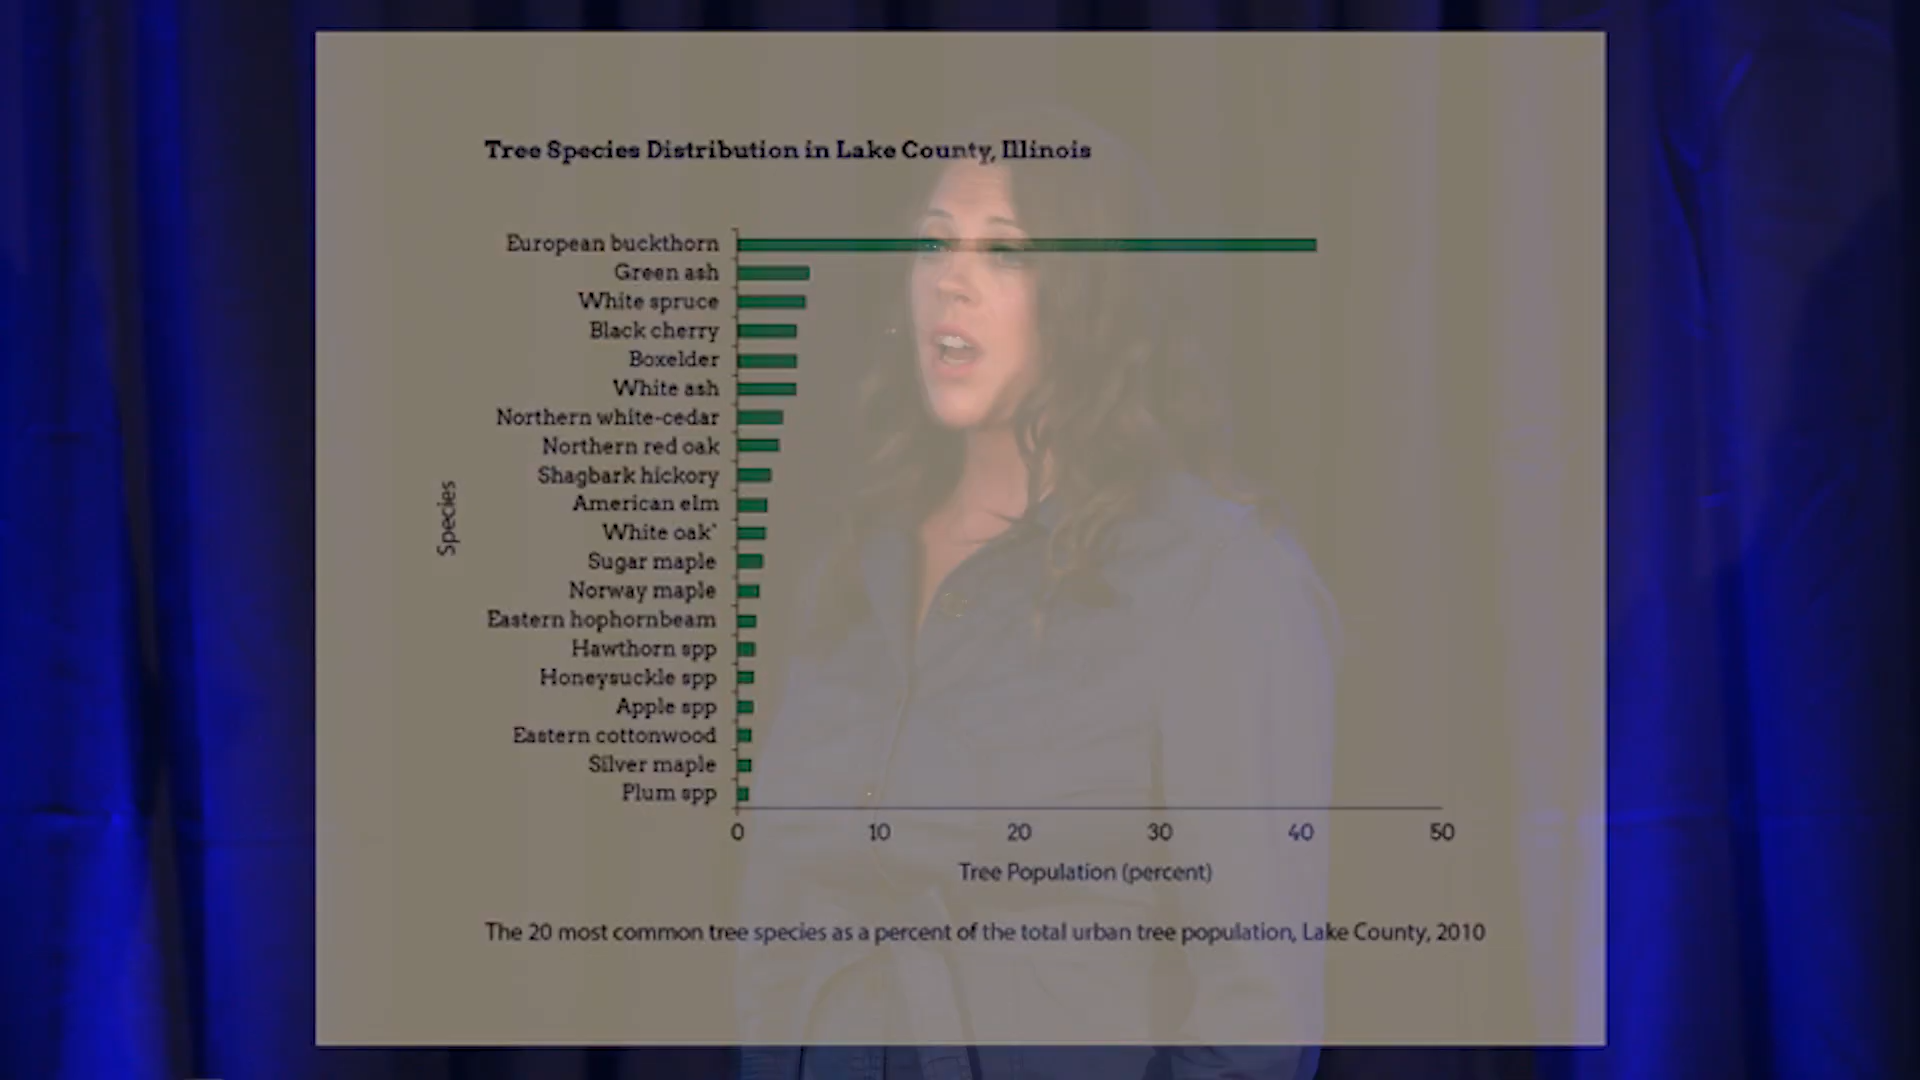 Tree Species Distribution in Lake County, Illinois
European buckthorn
Green ash
White spruce
Black cherry
Boxelder
White ash
Northern white-cedar
Northern red oak
Shagbark hickory
American elm
White oak*
Sugar maple
Norway maple
Eastern hophornbeam
Hawthorn spp
Honeysuckle spp
Apple spp
Eastern cottonwood
Silver maple
Plum spp
Species
0 10 20 30 40 50
Tree Population (percent)
The 20 most common tree species as a percent of the total urban tree population, Lake County, 2010